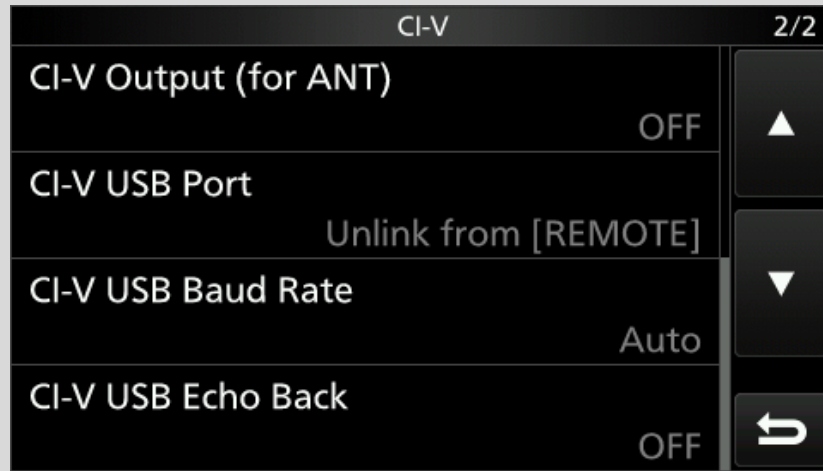 CI-V 2/2
CI-V Output (for ANT)
OFF
CI-V USB Port
Unlink from [REMOTE]
CI-V USB Baud Rate
Auto
CI-V USB Echo Back
OFF